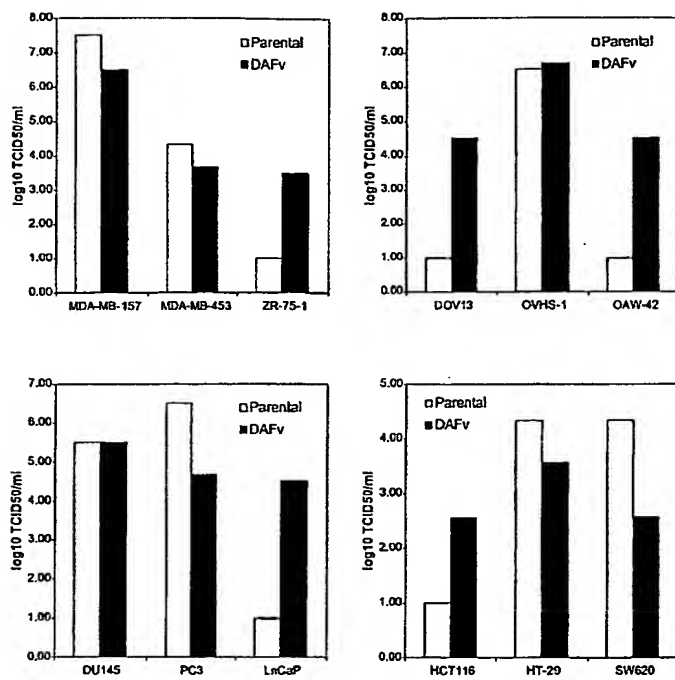 8.00
7.00
6.00
5.00
4.00
3.00
2.00
1.00
0.00
log10 TCID50/ml
Parental
DAFv
MDA-MB-157 MDA-MB-453 ZR-75-1
8.00
7.00
6.00
5.00
4.00
3.00
2.00
1.00
0.00
log10 TCID50/ml
Parental
DAFv
DOV13 OVHS-1 OAW-42
7.00
6.00
5.00
4.00
3.00
2.00
1.00
0.00
log10 TCID50/ml
Parental
DAFv
DU145 PC3 LnCaP
5.00
4.00
3.00
2.00
1.00
0.00
log10 TCID50/ml
Parental
DAFv
HCT116 HT-29 SW620